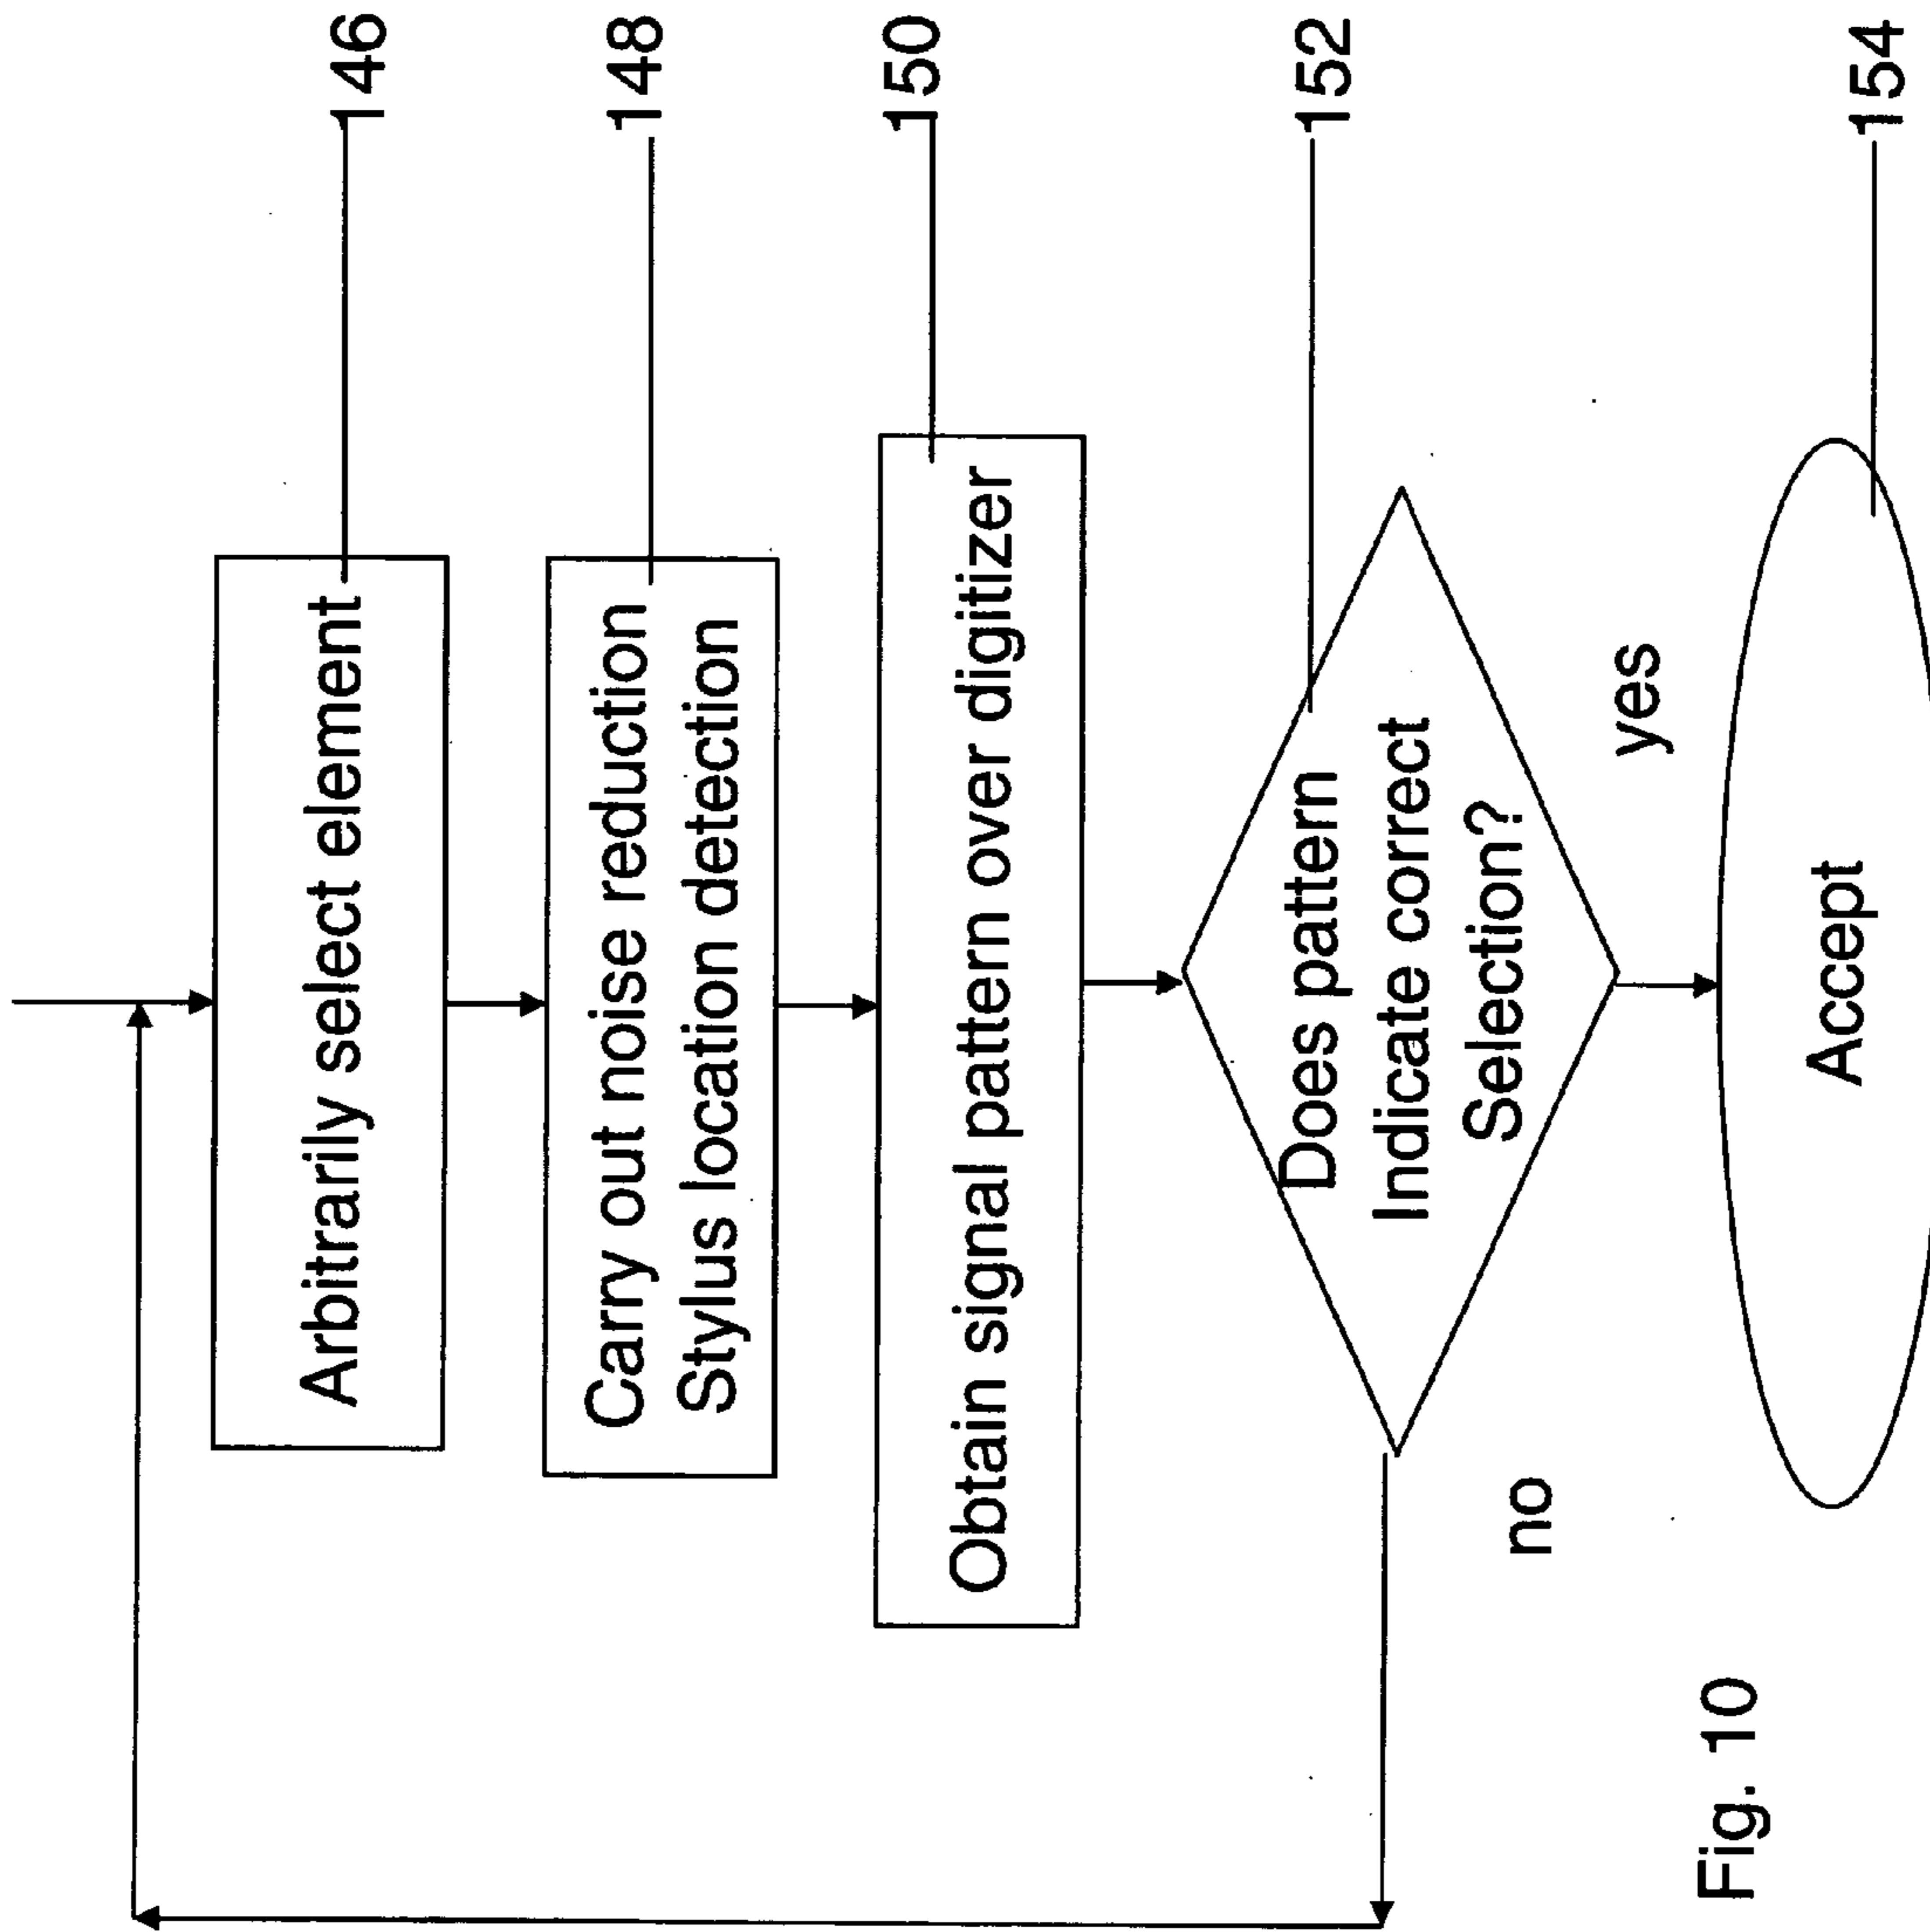 Arbitrarily select element
146
Carry out noise reduction
Stylus location detection
148
Obtain signal pattern over digitizer
150
Does pattern
Indicate correct
Selection?
152
no
yes
Accept
154
Fig. 10